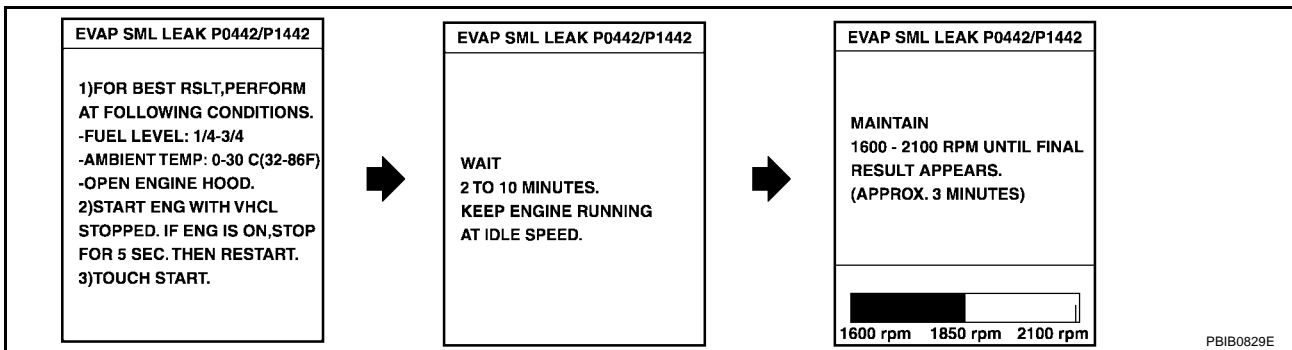 EVAP SML LEAK P0442/P1442
1)FOR BEST RSLT,PERFORM
AT FOLLOWING CONDITIONS.
-FUEL LEVEL: 1/4-3/4
-AMBIENT TEMP: 0-30 C(32-86F)
-OPEN ENGINE HOOD.
2)START ENG WITH VHCL
STOPPED. IF ENG IS ON,STOP
FOR 5 SEC. THEN RESTART.
3)TOUCH START.
EVAP SML LEAK P0442/P1442
WAIT
2 TO 10 MINUTES.
KEEP ENGINE RUNNING
AT IDLE SPEED.
EVAP SML LEAK P0442/P1442
MAINTAIN
1600 - 2100 RPM UNTIL FINAL
RESULT APPEARS.
(APPROX. 3 MINUTES)
1600 rpm 1850 rpm 2100 rpm
PBIB0829E